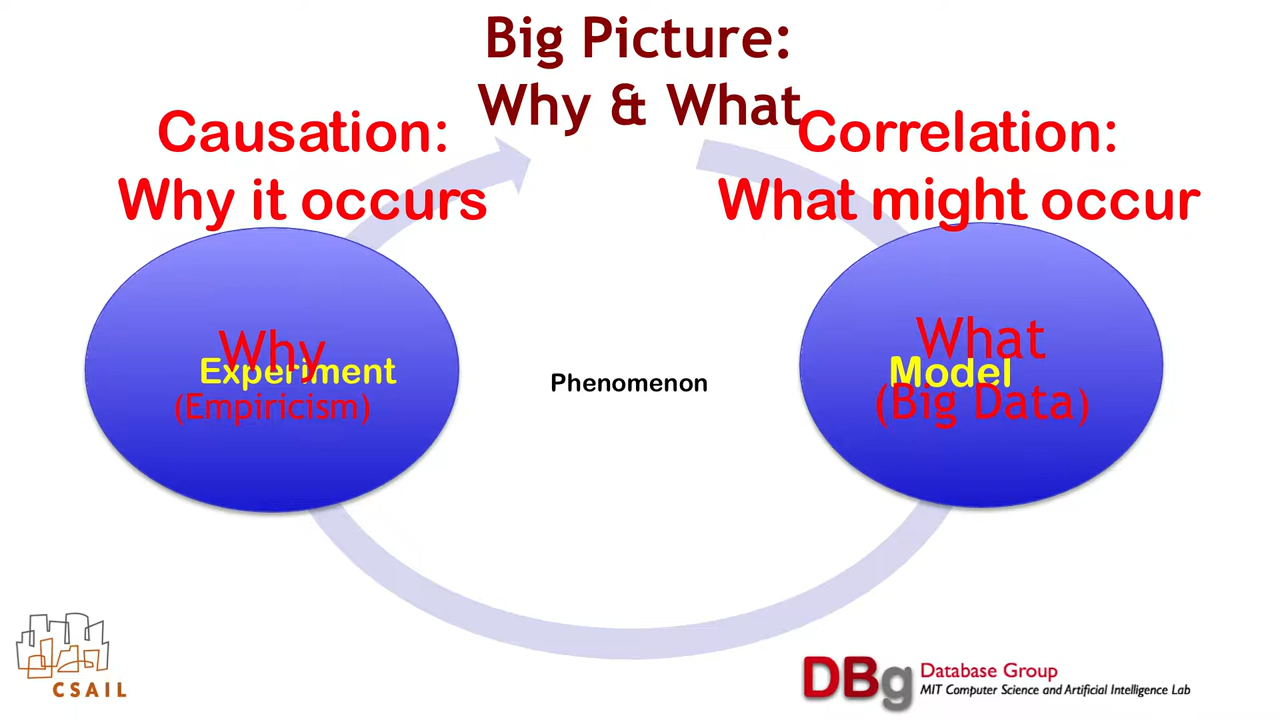 Big Picture:
Why & What
Causation:
Why it occurs
Correlation:
What might occur
Why
Experiment
(Empiricism)
Phenomenon
What
Model
(Big Data)
CSAIL
DBg
Database Group
MIT Computer Science and Artificial Intelligence Lab